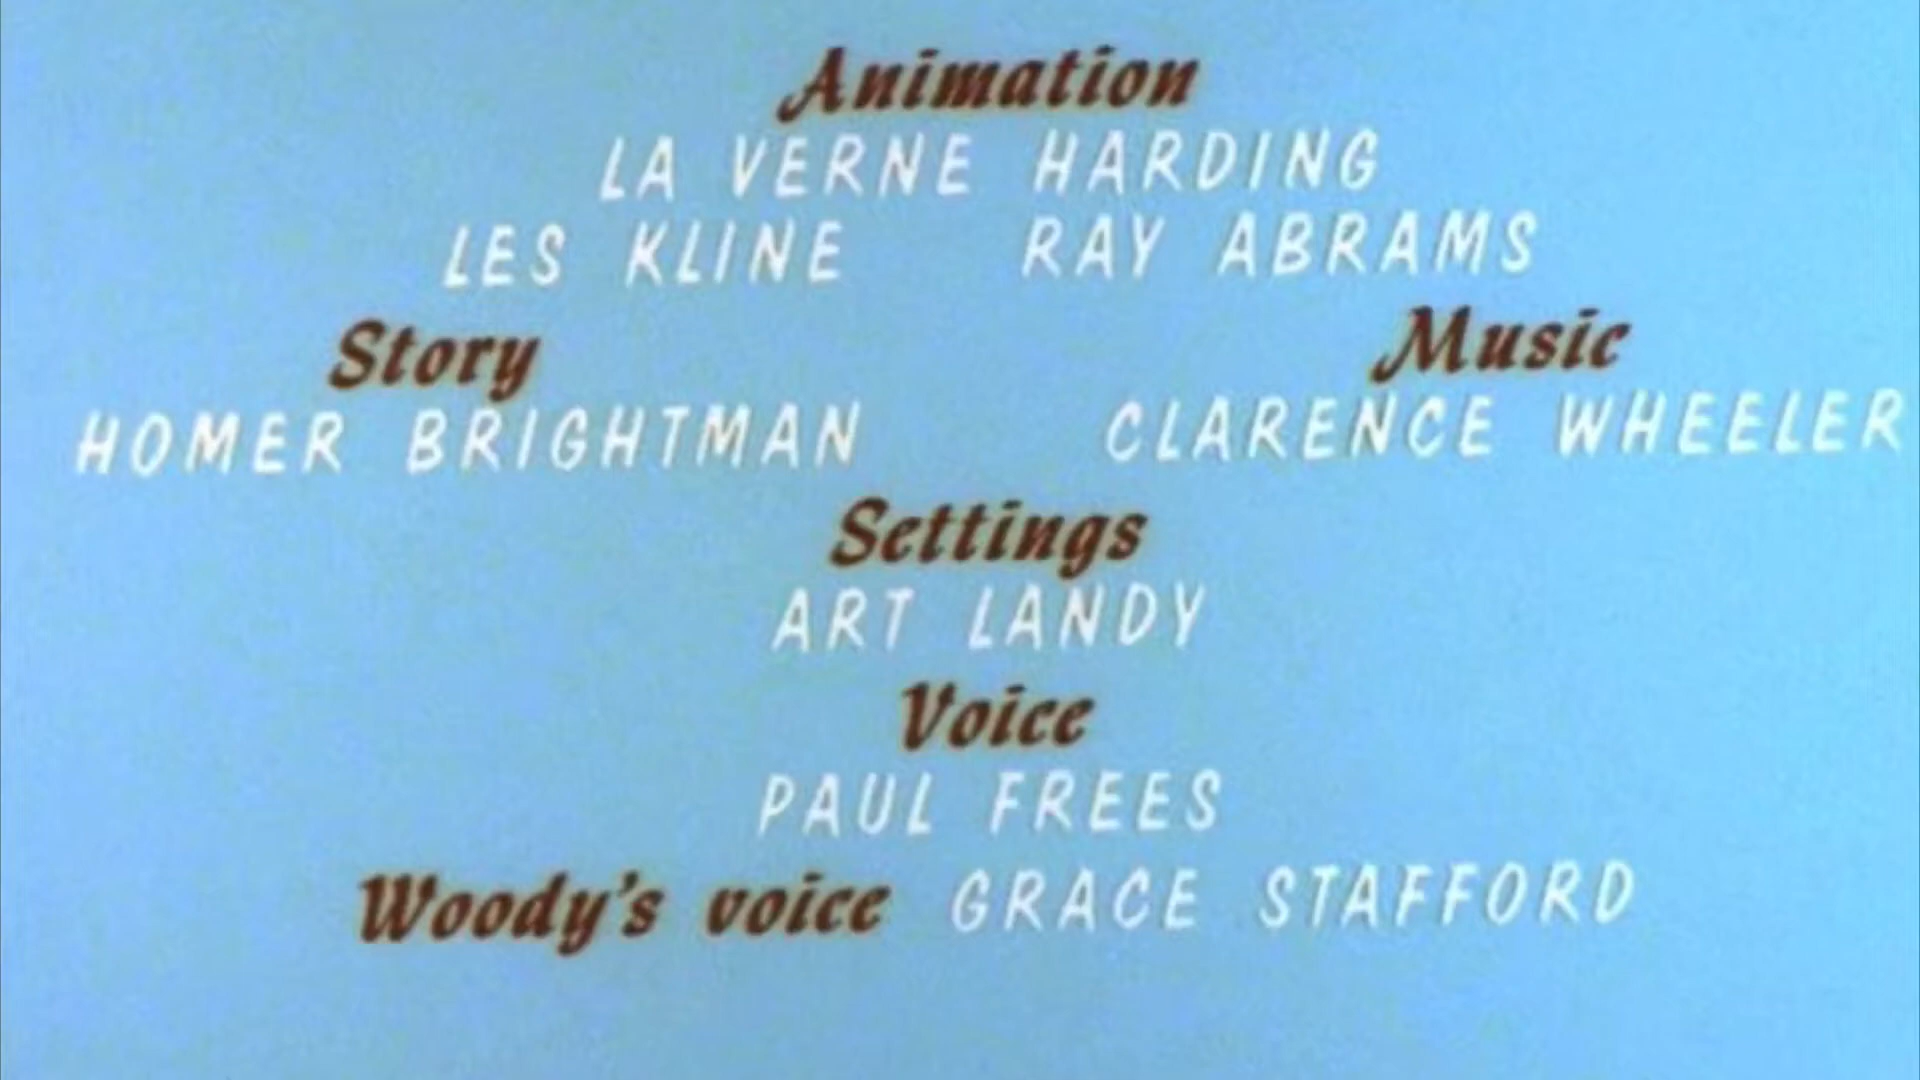 Animation
LA VERNE HARDING
LES KLINE RAY ABRAMS
Story Music
HOMER BRIGHTMAN CLARENCE WHEELER
Settings
ART LANDY
Voice
PAUL FREES
Woody's voice GRACE STAFFORD